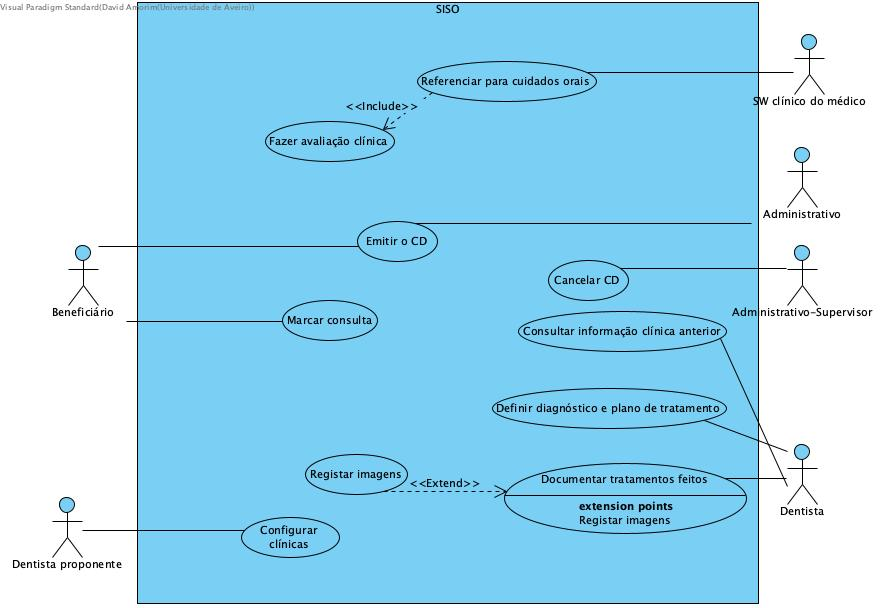 Visual Paradigm Standard(David Amorim(Universidade de Aveiro))
SISO
Referenciar para cuidados orais
SW clínico do médico
<<Include>>
Fazer avaliação clínica
Administrativo
Emitir o CD
Beneficiário
Cancelar CD
Administrativo-Supervisor
Marcar consulta
Consultar informação clínica anterior
Definir diagnóstico e plano de tratamento
Registar imagens
<<Extend>>
Documentar tratamentos feitos
extension points
Registar imagens
Dentista
Configurar
clínicas
Dentista proponente